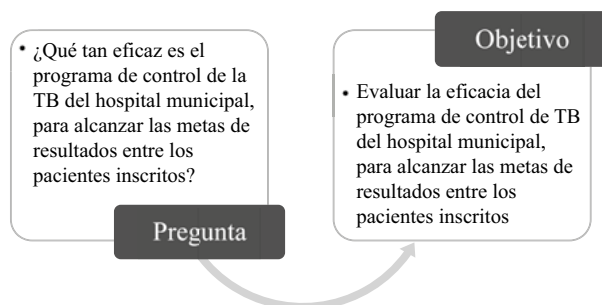 • ¿Qué tan eficaz es el
programa de control de la
TB del hospital municipal,
para alcanzar las metas de
resultados entre los
pacientes inscritos?
Pregunta
Objetivo
• Evaluar la eficacia del
programa de control de TB
del hospital municipal,
para alcanzar las metas de
resultados entre los
pacientes inscritos